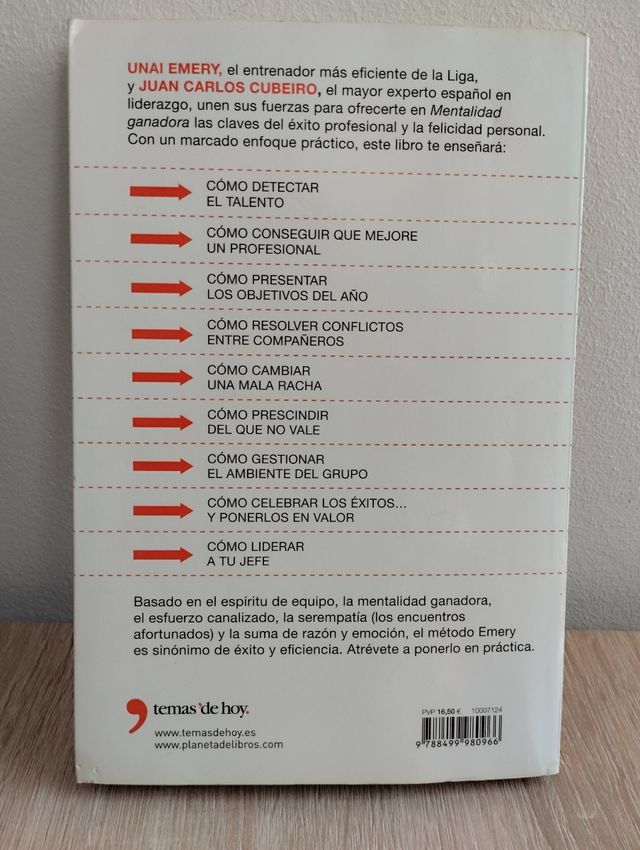 UNAI EMERY, el entrenador más eficiente de la Liga,
y JUAN CARLOS CUBEIRO, el mayor experto español en
liderazgo, unen sus fuerzas para ofrecerte en Mentalidad
ganadora las claves del éxito profesional y la felicidad personal.
Con un marcado enfoque práctico, este libro te enseñará:
CÓMO DETECTAR
EL TALENTO
CÓMO CONSEGUIR QUE MEJORE
UN PROFESIONAL
CÓMO PRESENTAR
LOS OBJETIVOS DEL AÑO
CÓMO RESOLVER CONFLICTOS
ENTRE COMPAÑEROS
CÓMO CAMBIAR
UNA MALA RACHA
CÓMO PRESCINDIR
DEL QUE NO VALE
CÓMO GESTIONAR
EL AMBIENTE DEL GRUPO
CÓMO CELEBRAR LOS ÉXITOS...
Y PONERLOS EN VALOR
CÓMO LIDERAR
A TU JEFE
Basado en el espíritu de equipo, la mentalidad ganadora,
el esfuerzo canalizado, la serempatía (los encuentros
afortunados) y la suma de razón y emoción, el método Emery
es sinónimo de éxito y eficiencia. Atrévete a ponerlo en práctica.
temas'de hoy.
www.temasdehoy.es
www.planetadelibros.com
PVP 16,50 € 10007124
9 788499 980966